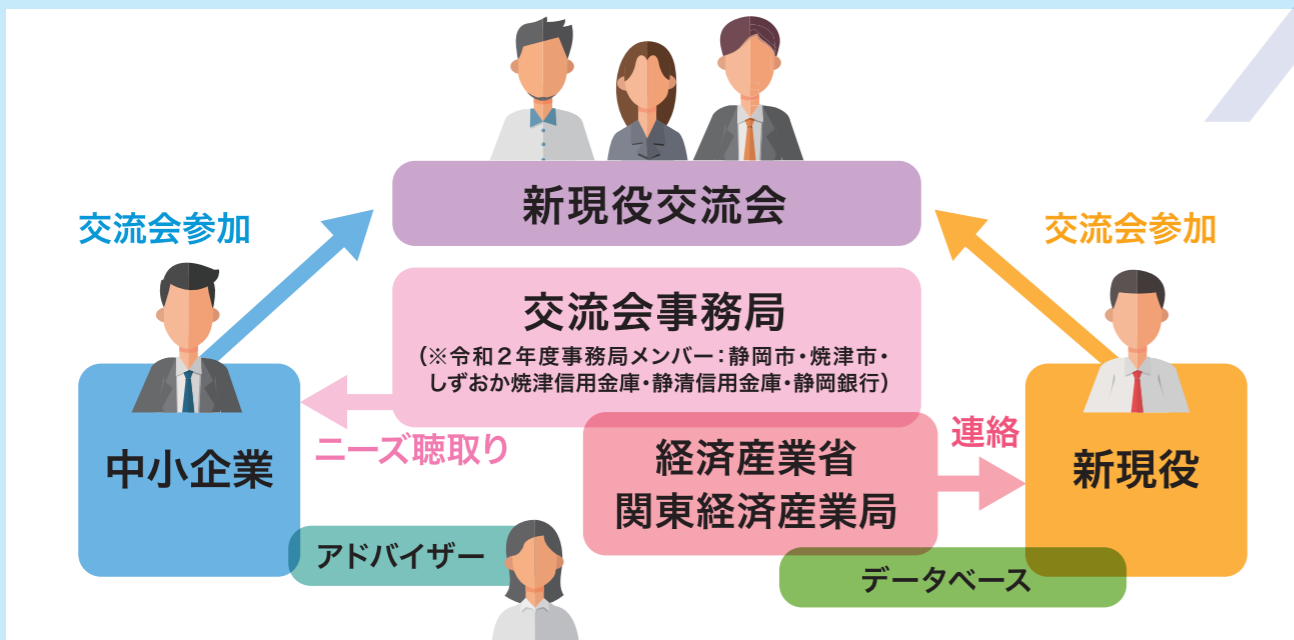 新現役交流会
交流会参加
交流会参加
交流会事務局
(※令和2年度事務局メンバー:静岡市・焼津市・
しずおか焼津信用金庫・静清信用金庫・静岡銀行)
ニーズ聴取り
連絡
中小企業
経済産業省
関東経済産業局
新現役
アドバイザー
データベース